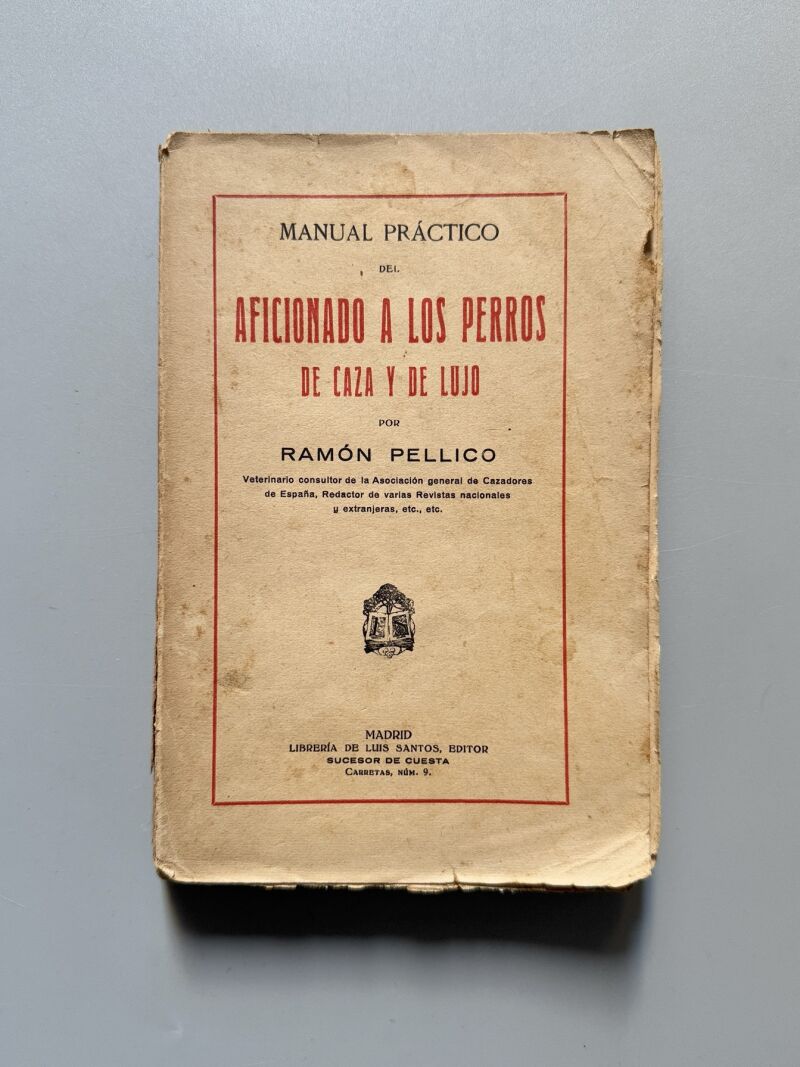 MANUAL PRÁCTICO
DEL
AFICIONADO A LOS PERROS
DE CAZA Y DE LUJO
POR
RAMÓN PELLICO
Veterinario consultor de la Asociación general de Cazadores
de España, Redactor de varias Revistas nacionales
y extranjeras, etc., etc.
MADRID
LIBRERÍA DE LUIS SANTOS, EDITOR
SUCESOR DE CUESTA
CARRETAS, NÚM. 9.